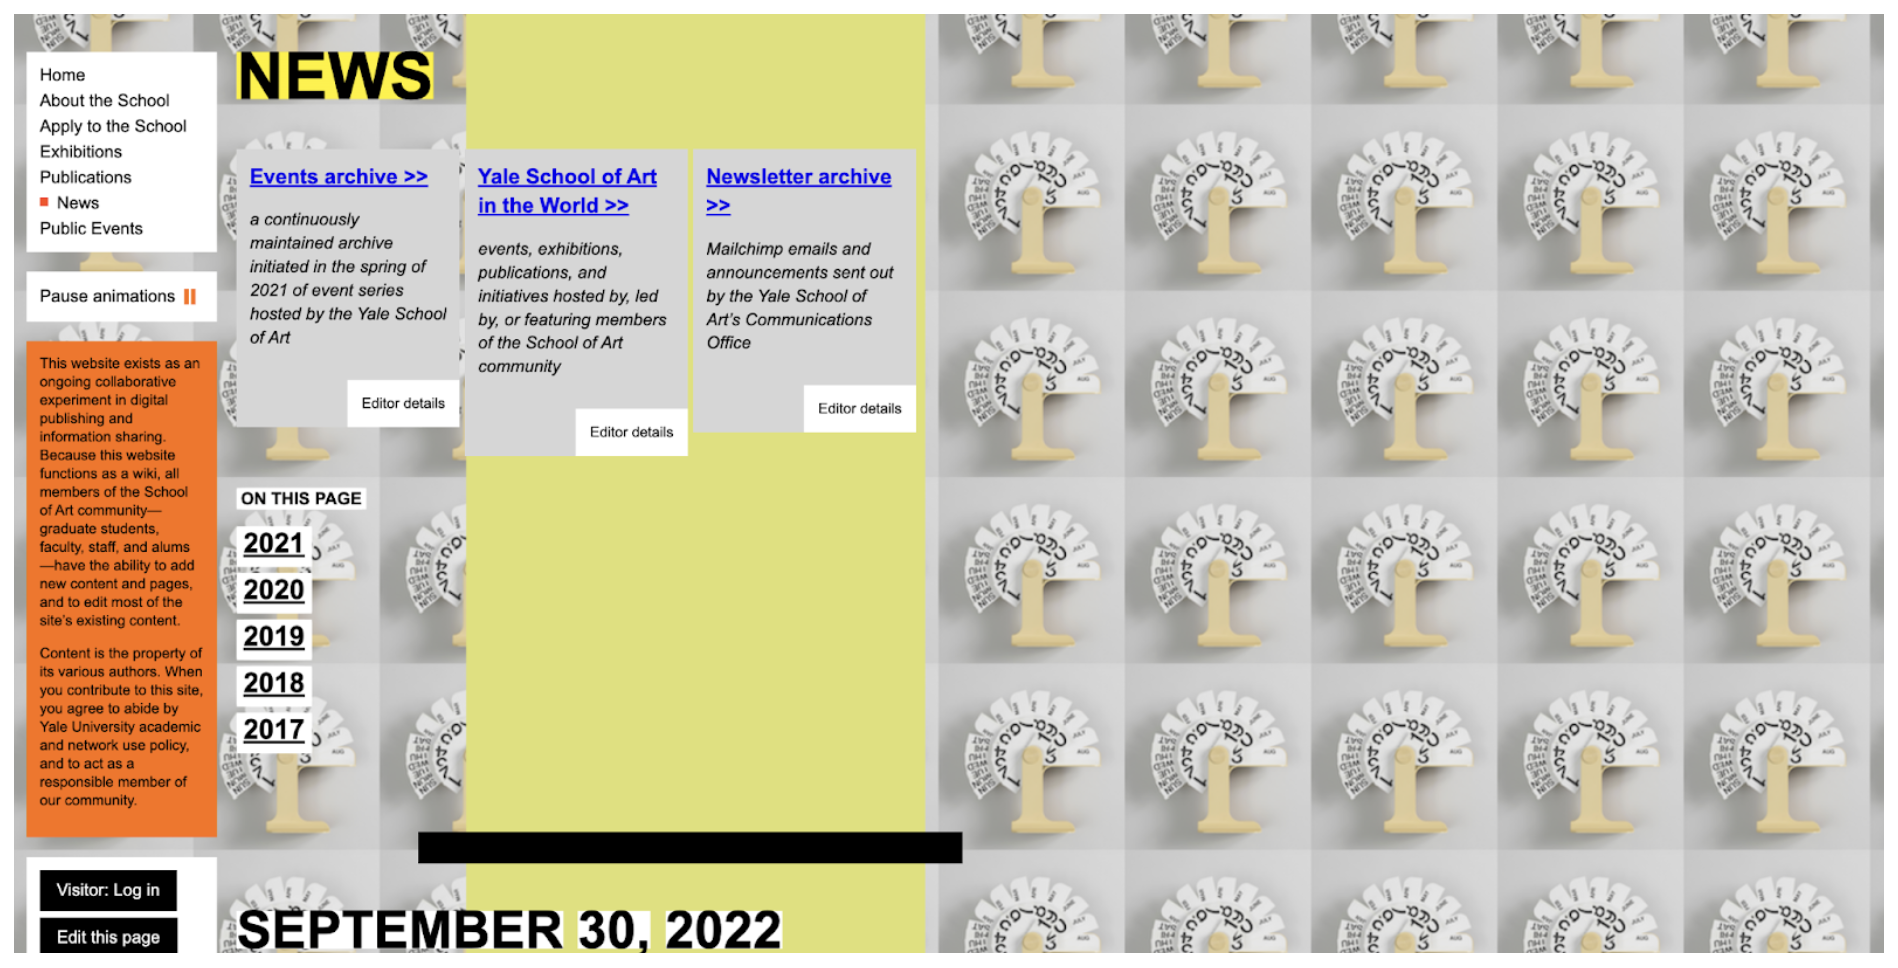 Home
About the School
Apply to the School
Exhibitions
Publications
News
Public Events
Pause animations
This website exists as an
ongoing collaborative
experiment in digital
publishing and
information sharing.
Because this website
functions as a wiki, all
members of the School
of Art community—
graduate students,
faculty, staff, and alums
—have the ability to add
new content and pages,
and to edit most of the
site's existing content.
Content is the property of
its various authors. When
you contribute to this site,
you agree to abide by
Yale University academic
and network use policy,
and to act as a
responsible member of
our community.
Visitor: Log in
Edit this page
NEWS
Events archive >>
a continuously
maintained archive
initiated in the spring of
2021 of event series
hosted by the Yale School
of Art
Editor details
Yale School of Art
in the World >>
events, exhibitions,
publications, and
initiatives hosted by, led
by, or featuring members
of the School of Art
community
Editor details
Newsletter archive
>>
Mailchimp emails and
announcements sent out
by the Yale School of
Art's Communications
Office
Editor details
ON THIS PAGE
2021
2020
2019
2018
2017
SEPTEMBER 30, 2022